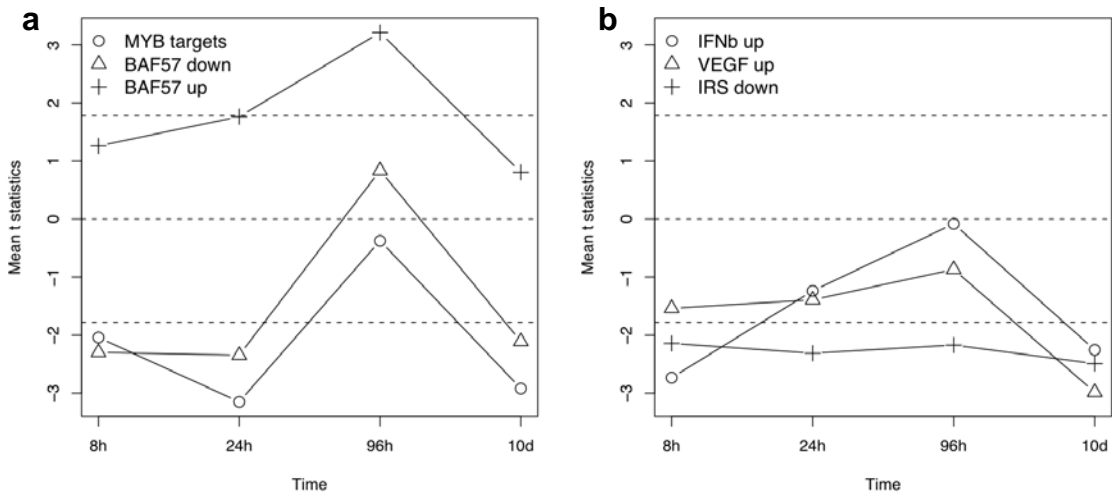 a
MYB targets
BAF57 down
BAF57 up
3
2
1
0
−1
−2
−3
Mean t statistics
8h
24h
96h
10d
Time
b
IFNb up
VEGF up
IRS down
3
2
1
0
−1
−2
−3
Mean t statistics
8h
24h
96h
10d
Time